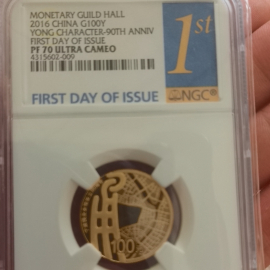 MONETARY GUILD HALL
2016 CHINA G100Y
YONG CHARACTER-90TH ANNIV
FIRST DAY OF ISSUE
PF 70 ULTRA CAMEO
4315602-009
1st
FIRST DAY OF ISSUE
NGC
100